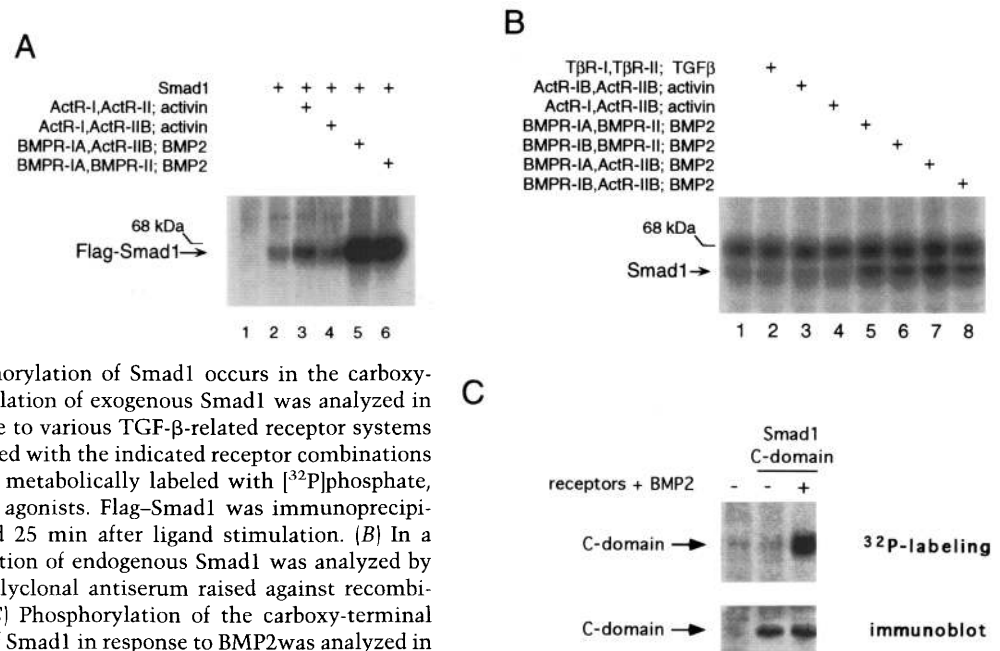 A
Smad1 + + + + +
ActR-I,ActR-II; activin +
ActR-I,ActR-IIB; activin +
BMPR-IA,ActR-IIB; BMP2 +
BMPR-IA,BMPR-II; BMP2 +
68 kDa
Flag-Smad1→
1 2 3 4 5 6
B
TβR-I,TβR-II; TGFβ +
ActR-IB,ActR-IIB; activin +
ActR-I,ActR-IIB; activin +
BMPR-IA,BMPR-II; BMP2 +
BMPR-IB,BMPR-II; BMP2 +
BMPR-IA,ActR-IIB; BMP2 +
BMPR-IB,ActR-IIB; BMP2 +
68 kDa
Smad1→
1 2 3 4 5 6 7 8
horylation of Smad1 occurs in the carboxy-
lation of exogenous Smad1 was analyzed in
e to various TGF-β-related receptor systems
ed with the indicated receptor combinations
metabolically labeled with [³²P]phosphate,
agonists. Flag–Smad1 was immunoprecipi-
d 25 min after ligand stimulation. (B) In a
tion of endogenous Smad1 was analyzed by
lyclonal antiserum raised against recombi-
C) Phosphorylation of the carboxy-terminal
f Smad1 in response to BMP2was analyzed in
C
Smad1
C-domain
receptors + BMP2 - - +
C-domain → ³²P-labeling
C-domain → immunoblot